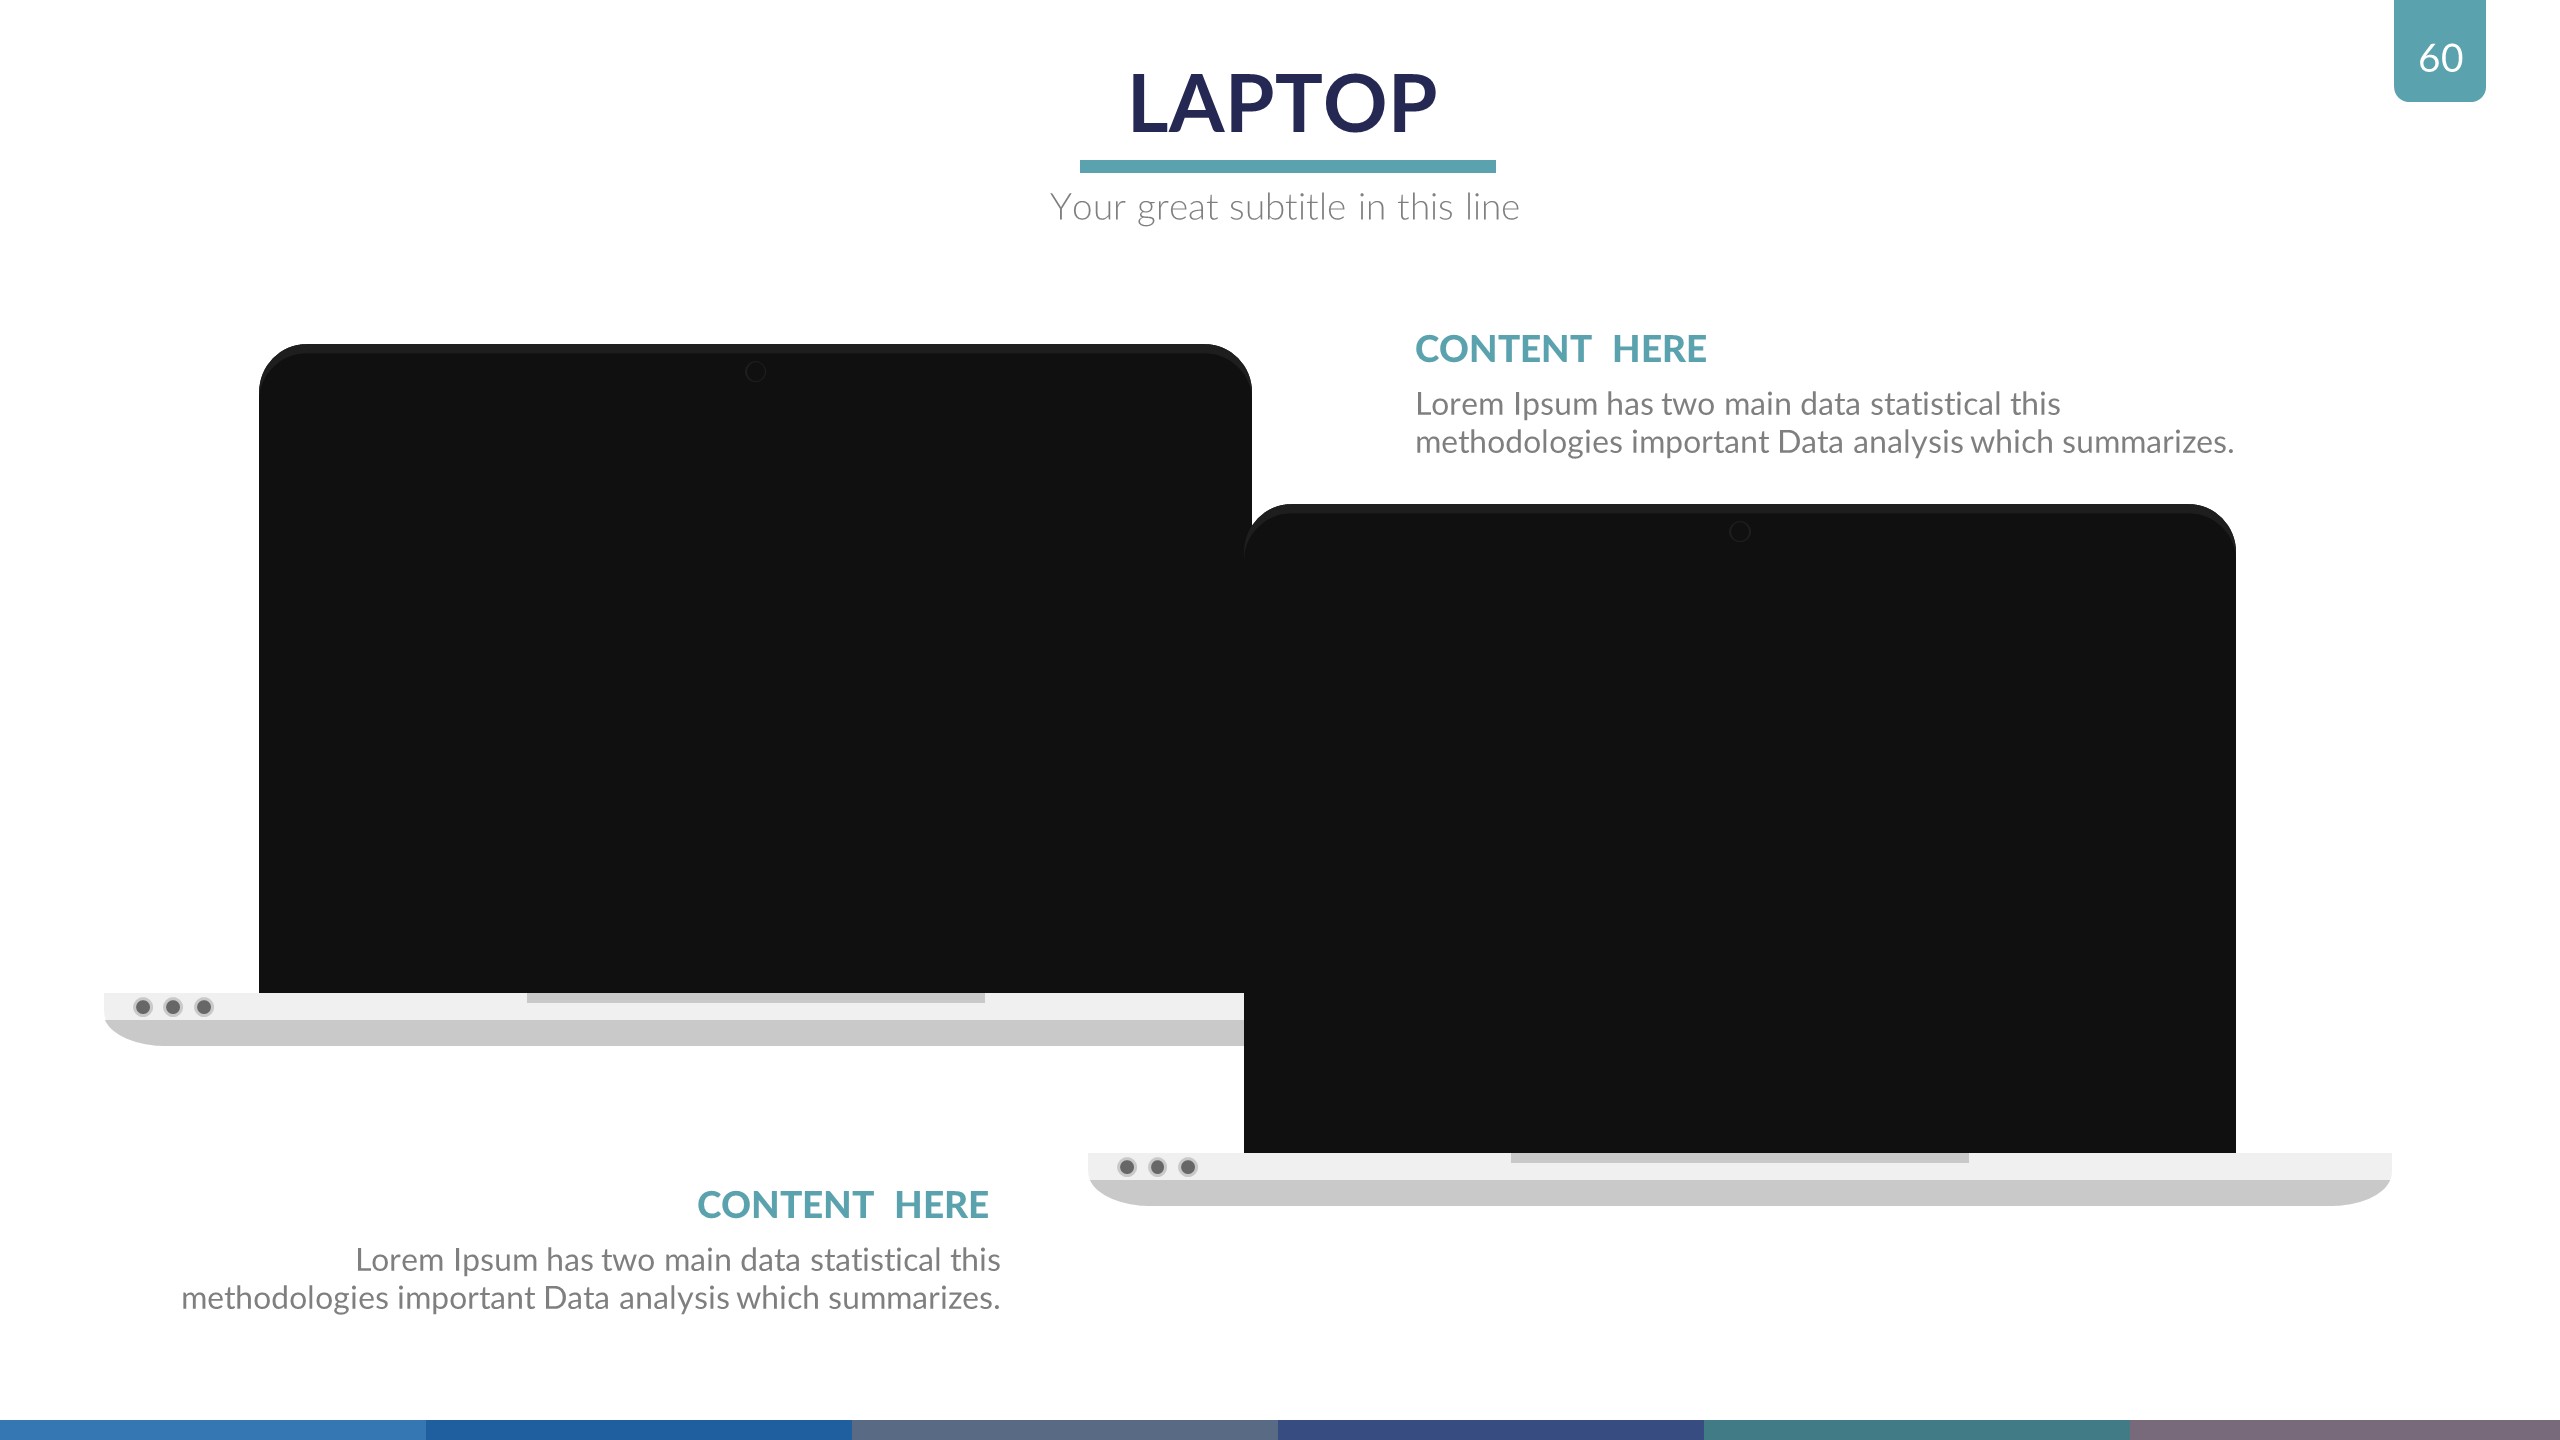 60
LAPTOP
Your great subtitle in this line
CONTENT  HERE
Lorem Ipsum has two main data statistical this
methodologies important Data analysis which summarizes.
CONTENT  HERE
Lorem Ipsum has two main data statistical this
methodologies important Data analysis which summarizes.